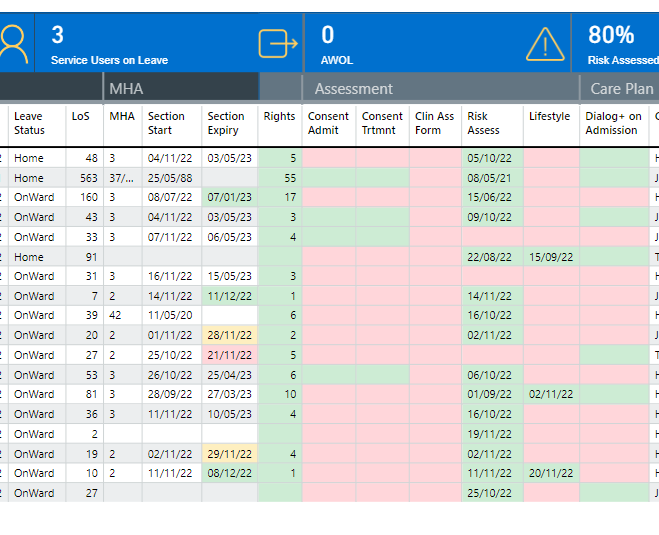 3
Service Users on Leave
0
AWOL
80%
Risk Assessed
MHA
Assessment
Care Plan
Leave Status LoS MHA Section Start Section Expiry Rights Consent Admit Consent Trtmnt Clin Ass Form Risk Assess Lifestyle Dialog+ on Admission
Home 48 3 04/11/22 03/05/23 5 05/10/22
Home 563 37/... 25/05/88 55 08/05/21
OnWard 160 3 08/07/22 07/01/23 17 15/06/22
OnWard 43 3 04/11/22 03/05/23 3 09/10/22
OnWard 33 3 07/11/22 06/05/23 4
Home 91 22/08/22 15/09/22
OnWard 31 3 16/11/22 15/05/23 3
OnWard 7 2 14/11/22 11/12/22 1 14/11/22
OnWard 39 42 11/05/20 6 16/10/22
OnWard 20 2 01/11/22 28/11/22 2 02/11/22
OnWard 27 2 25/10/22 21/11/22 5
OnWard 53 3 26/10/22 25/04/23 6 06/10/22
OnWard 81 3 28/09/22 27/03/23 10 01/09/22 02/11/22
OnWard 36 3 11/11/22 10/05/23 4 16/10/22
OnWard 2 19/11/22
OnWard 19 2 02/11/22 29/11/22 4 02/11/22
OnWard 10 2 11/11/22 08/12/22 1 11/11/22 20/11/22
OnWard 27 25/10/22